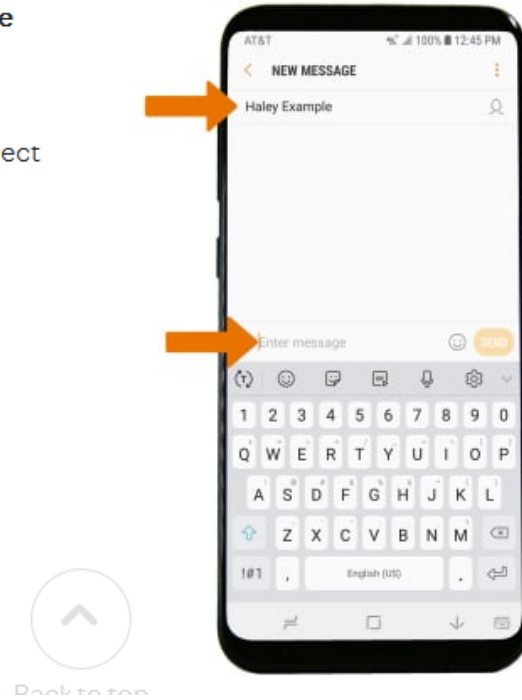 e
ect
AT&T 100% 12:45 PM
NEW MESSAGE
Haley Example
Enter message
SEND
T
1 2 3 4 5 6 7 8 9 0
Q W E R T Y U I O P
A S D F G H J K L
Z X C V B N M
!#1 , English (US) .
Back to top